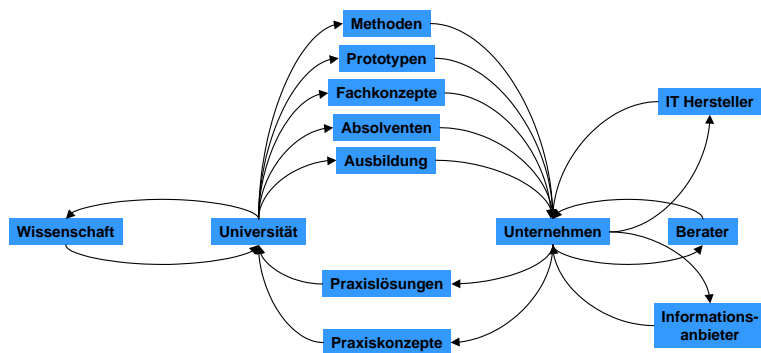 Methoden
Prototypen
Fachkonzepte
Absolventen
Ausbildung
IT Hersteller
Wissenschaft
Universität
Unternehmen
Berater
Praxislösungen
Praxiskonzepte
Informations-
anbieter